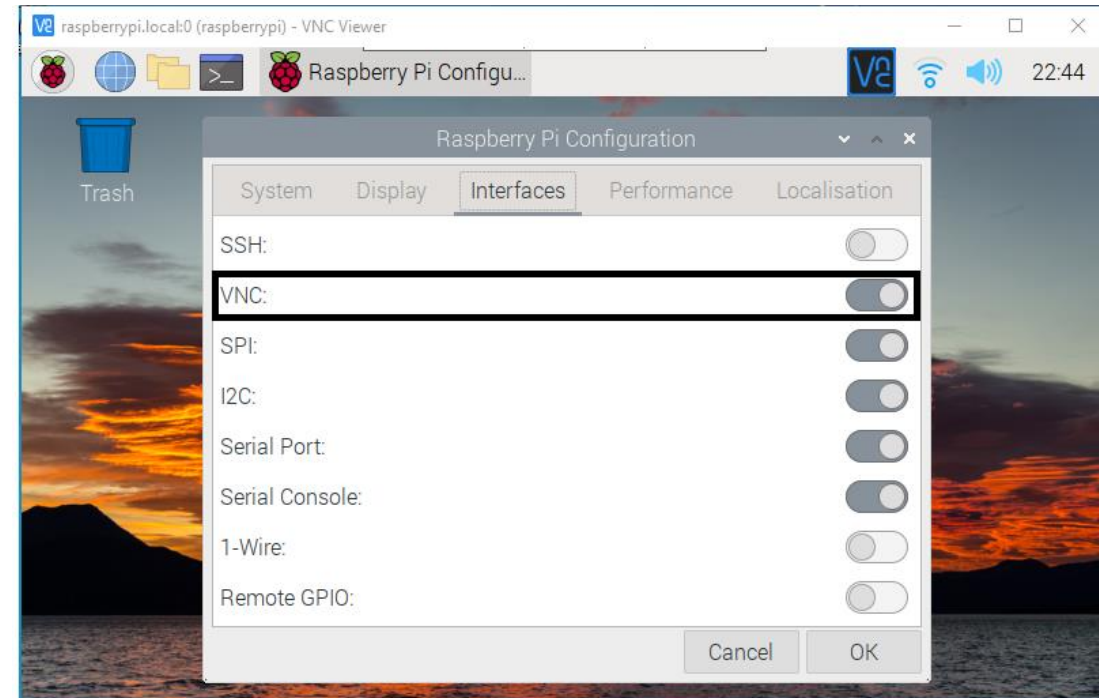 raspberrypi.local:0 (raspberrypi) - VNC Viewer
Raspberry Pi Configu... 22:44
Raspberry Pi Configuration
Trash
System Display Interfaces Performance Localisation
SSH:
VNC:
SPI:
I2C:
Serial Port:
Serial Console:
1-Wire:
Remote GPIO:
Cancel OK